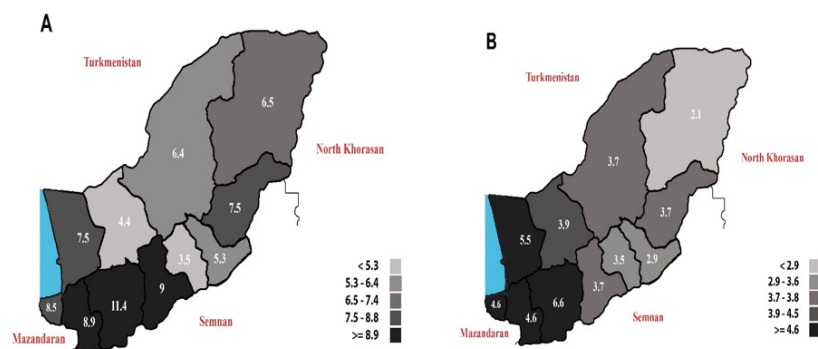 A
Turkmenistan
6.5
6.4
North Khorasan
7.5
4.4
7.5
3.5
5.3
9
8.5
11.4
8.9
Mazandaran
Semnan
< 5.3
5.3 - 6.4
6.5 - 7.4
7.5 - 8.8
>= 8.9
B
Turkmenistan
2.1
3.7
North Khorasan
3.7
3.9
5.5
3.5
2.9
3.7
4.6
6.6
4.6
Mazandaran
Semnan
< 2.9
2.9 - 3.6
3.7 - 3.8
3.9 - 4.5
>= 4.6